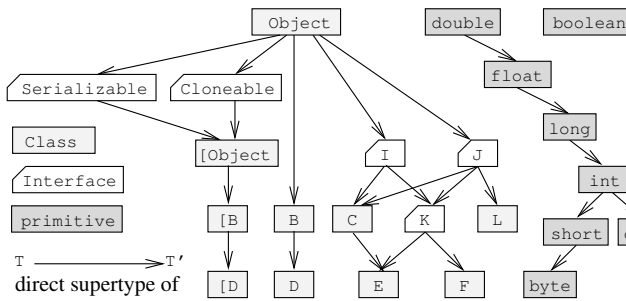 Object
double
boolean
float
Serializable
Cloneable
long
Class
[Object
I
J
Interface
int
primitive
[B
B
C
K
L
short
T
T'
direct supertype of
[D
D
E
F
byte